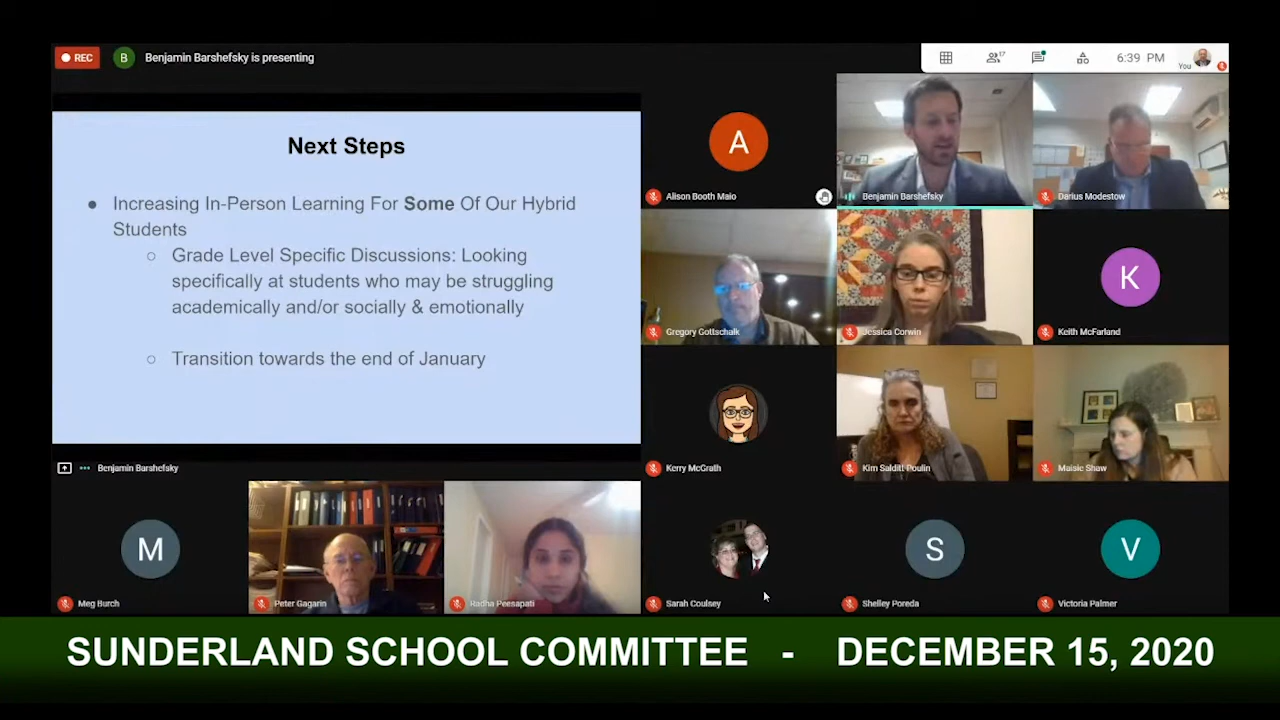 REC
B
Benjamin Barshefsky is presenting
17
6:39 PM
You
Next Steps
● Increasing In-Person Learning For Some Of Our Hybrid
Students
○ Grade Level Specific Discussions: Looking
specifically at students who may be struggling
academically and/or socially & emotionally
○ Transition towards the end of January
Benjamin Barshefsky
A
Alison Booth Maio
Benjamin Barshefsky
Darius Modestow
Gregory Gottschalk
Jessica Corwin
K
Keith McFarland
Kerry McGrath
Kim Salditt Poulin
Maisie Shaw
M
Meg Burch
Peter Gagarin
Radha Peesapati
Sarah Coulsey
S
Shelley Poreda
V
Victoria Palmer
SUNDERLAND SCHOOL COMMITTEE - DECEMBER 15, 2020